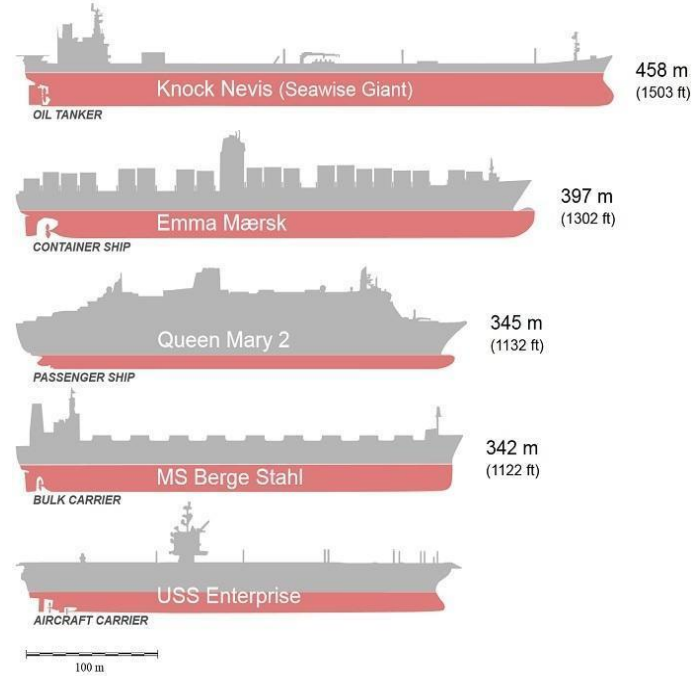 Knock Nevis (Seawise Giant)
458 m
(1503 ft)
OIL TANKER
Emma Mærsk
397 m
(1302 ft)
CONTAINER SHIP
Queen Mary 2
345 m
(1132 ft)
PASSENGER SHIP
MS Berge Stahl
342 m
(1122 ft)
BULK CARRIER
USS Enterprise
AIRCRAFT CARRIER
100 m